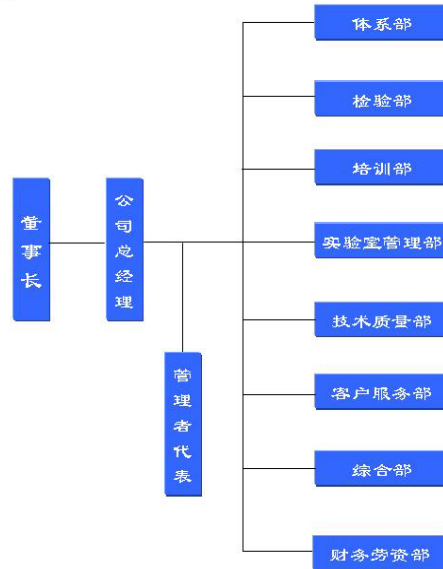 董事长
公司总经理
管理者代表
体系部
检验部
培训部
实验室管理部
技术质量部
客户服务部
综合部
财务劳资部